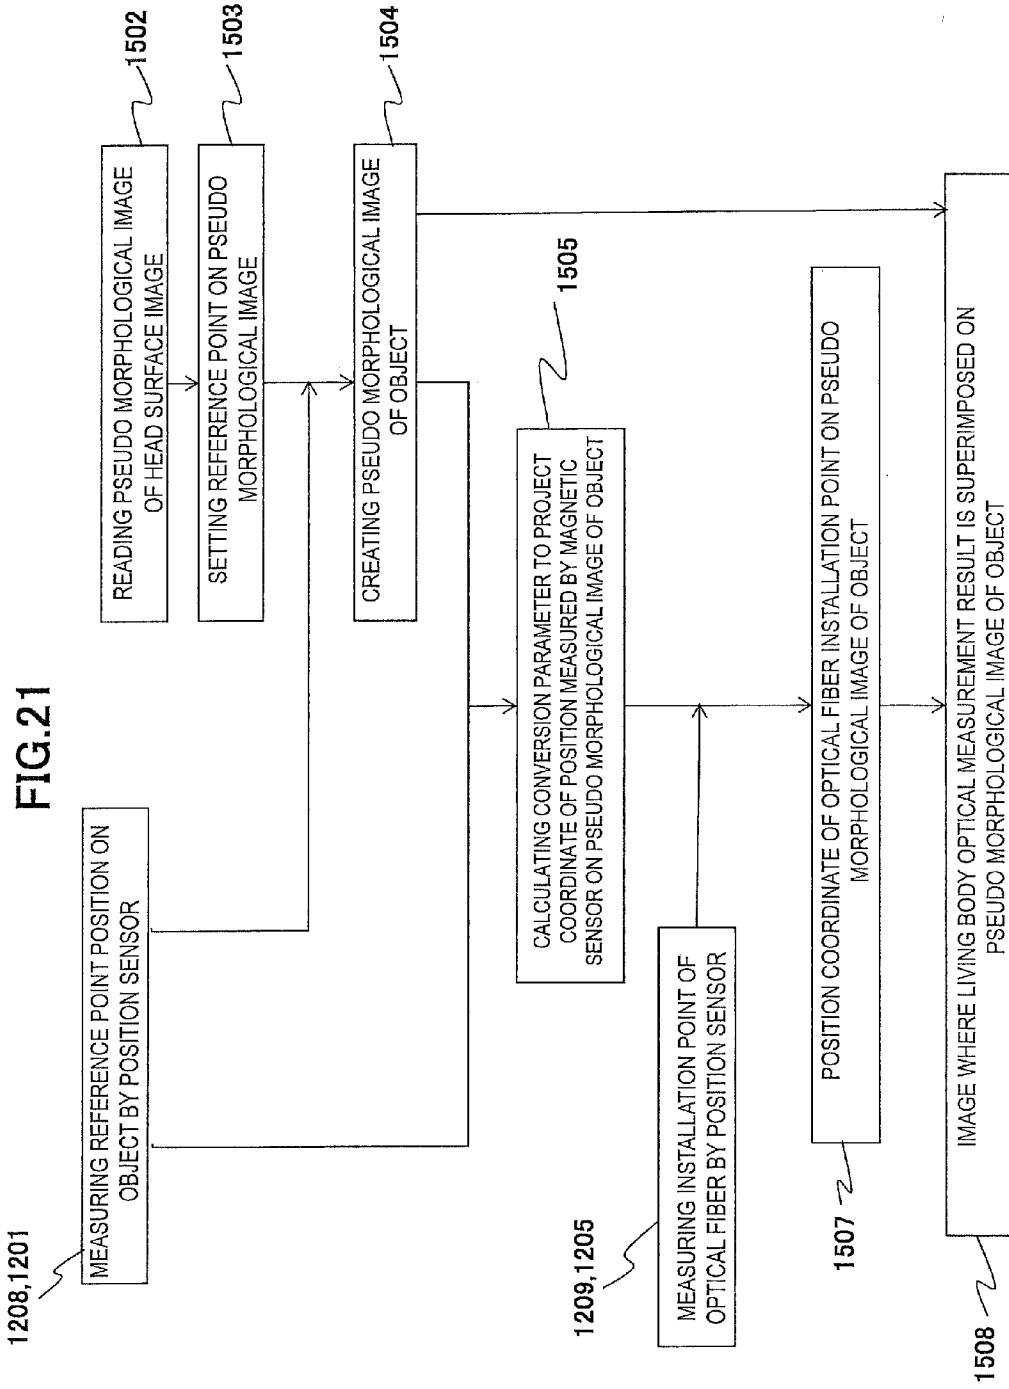 FIG.21
1208,1201
MEASURING REFERENCE POINT POSITION ON
OBJECT BY POSITION SENSOR
1502
READING PSEUDO MORPHOLOGICAL IMAGE
OF HEAD SURFACE IMAGE
1503
SETTING REFERENCE POINT ON PSEUDO
MORPHOLOGICAL IMAGE
1504
CREATING PSEUDO MORPHOLOGICAL IMAGE
OF OBJECT
1505
CALCULATING CONVERSION PARAMETER TO PROJECT
COORDINATE OF POSITION MEASURED BY MAGNETIC
SENSOR ON PSEUDO MORPHOLOGICAL IMAGE OF OBJECT
1209,1205
MEASURING INSTALLATION POINT OF
OPTICAL FIBER BY POSITION SENSOR
1507
POSITION COORDINATE OF OPTICAL FIBER INSTALLATION POINT ON PSEUDO
MORPHOLOGICAL IMAGE OF OBJECT
1508
IMAGE WHERE LIVING BODY OPTICAL MEASUREMENT RESULT IS SUPERIMPOSED ON
PSEUDO MORPHOLOGICAL IMAGE OF OBJECT